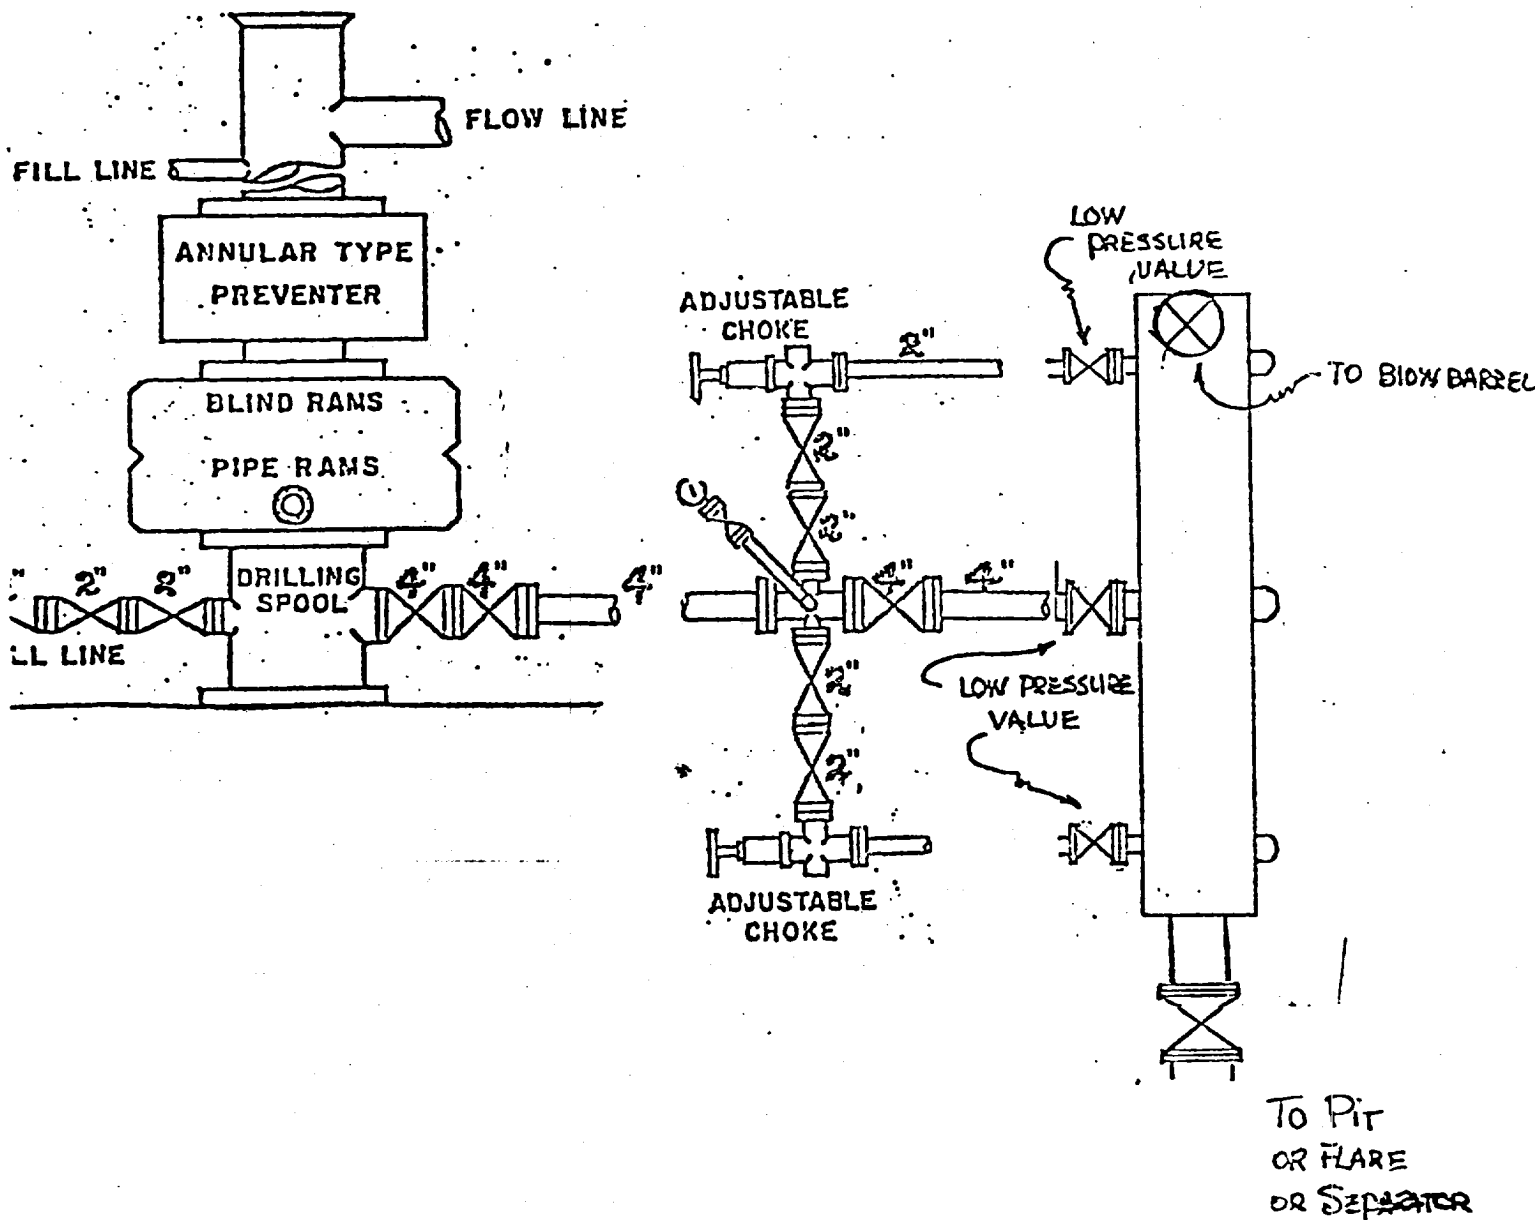 FLOW LINE
FILL LINE
ANNULAR TYPE
PREVENTER
BLIND RAMS
PIPE RAMS
DRILLING
SPOOL
"
2"
2"
4"
4"
4"
LL LINE
ADJUSTABLE
CHOKE
2"
2"
2"
4"
4"
2"
2"
ADJUSTABLE
CHOKE
LOW
PRESSURE
VALUE
TO BLOW BARREL
LOW PRESSURE
VALUE
TO PIT
OR FLARE
OR SEPARATOR